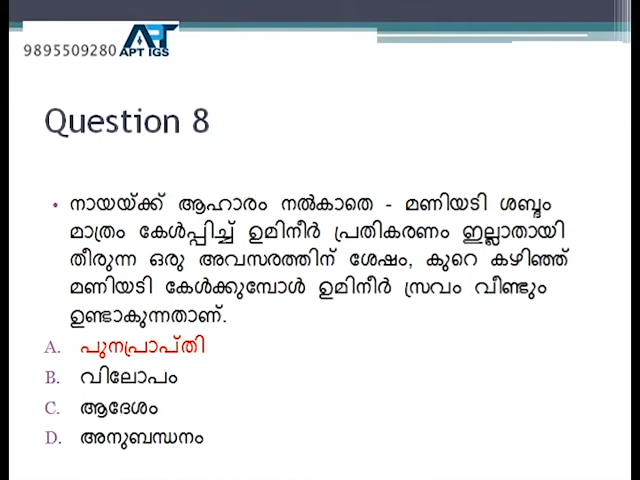 9895509280 APT
APT IGS
Question 8
• നായയ്ക്ക് ആഹാരം നൽകാതെ - മണിയടി ശബ്ദം
മാത്രം കേൾപ്പിച്ച് ഉമിനീർ പ്രതികരണം ഇല്ലാതായി
തീരുന്ന ഒരു അവസരത്തിന് ശേഷം, കുറെ കഴിഞ്ഞ്
മണിയടി കേൾക്കുമ്പോൾ ഉമിനീർ സ്രവം വീണ്ടും
ഉണ്ടാകുന്നതാണ്.
A. പുനപ്രാപ്തി
B. വിലോപം
C. ആദേശം
D. അനുബന്ധനം